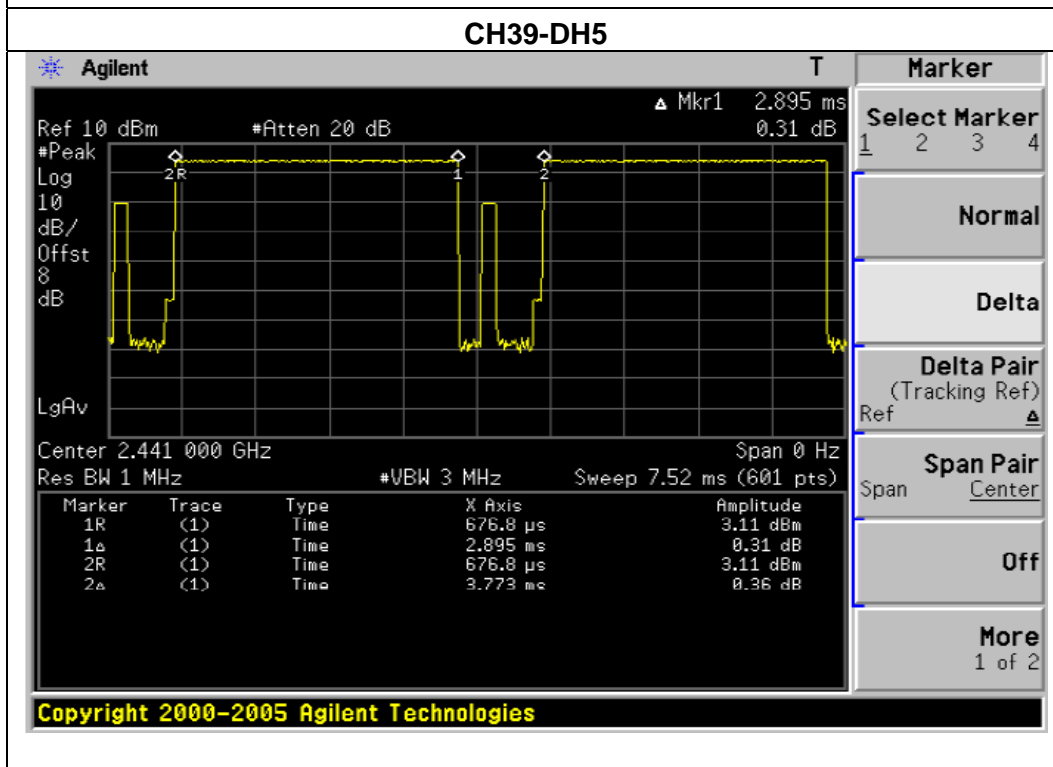 CH39-DH5
Agilent T
Δ Mkr1 2.895 ms
Ref 10 dBm #Atten 20 dB 0.31 dB
#Peak
Log
10
dB/
Offst
8
dB
LgAv
2R 1 2
Center 2.441 000 GHz Span 0 Hz
Res BW 1 MHz #VBW 3 MHz Sweep 7.52 ms (601 pts)
Marker Trace Type X Axis Amplitude
1R (1) Time 676.8 µs 3.11 dBm
1Δ (1) Time 2.895 ms 0.31 dB
2R (1) Time 676.8 µs 3.11 dBm
2Δ (1) Time 3.773 ms 0.36 dB
Marker
Select Marker
1 2 3 4
Normal
Delta
Delta Pair
(Tracking Ref)
Ref Δ
Span Pair
Span Center
Off
More
1 of 2
Copyright 2000-2005 Agilent Technologies